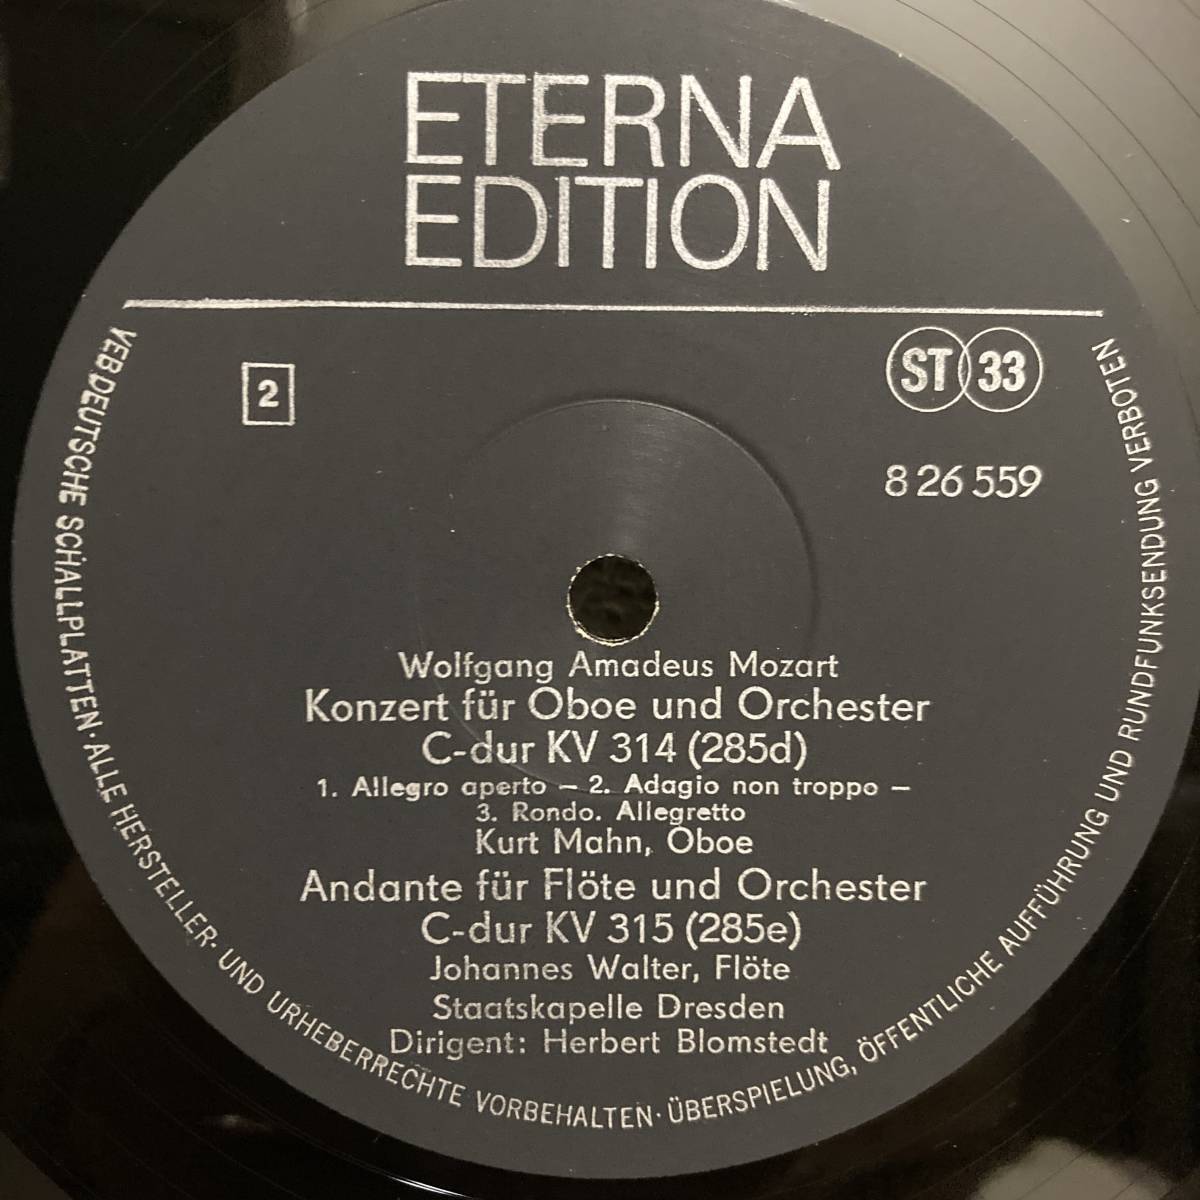 ETERNA
EDITION
2
ST 33
8 26 559
Wolfgang Amadeus Mozart
Konzert für Oboe und Orchester
C-dur KV 314 (285d)
1. Allegro aperto – 2. Adagio non troppo –
3. Rondo. Allegretto
Kurt Mahn, Oboe
Andante für Flöte und Orchester
C-dur KV 315 (285e)
Johannes Walter, Flöte
Staatskapelle Dresden
Dirigent: Herbert Blomstedt
VEB DEUTSCHE SCHALLPLATTEN · ALLE HERSTELLER- UND URHEBERRECHTE VORBEHALTEN · ÜBERSPIELUNG, ÖFFENTLICHE AUFFÜHRUNG UND RUNDFUNKSENDUNG VERBOTEN